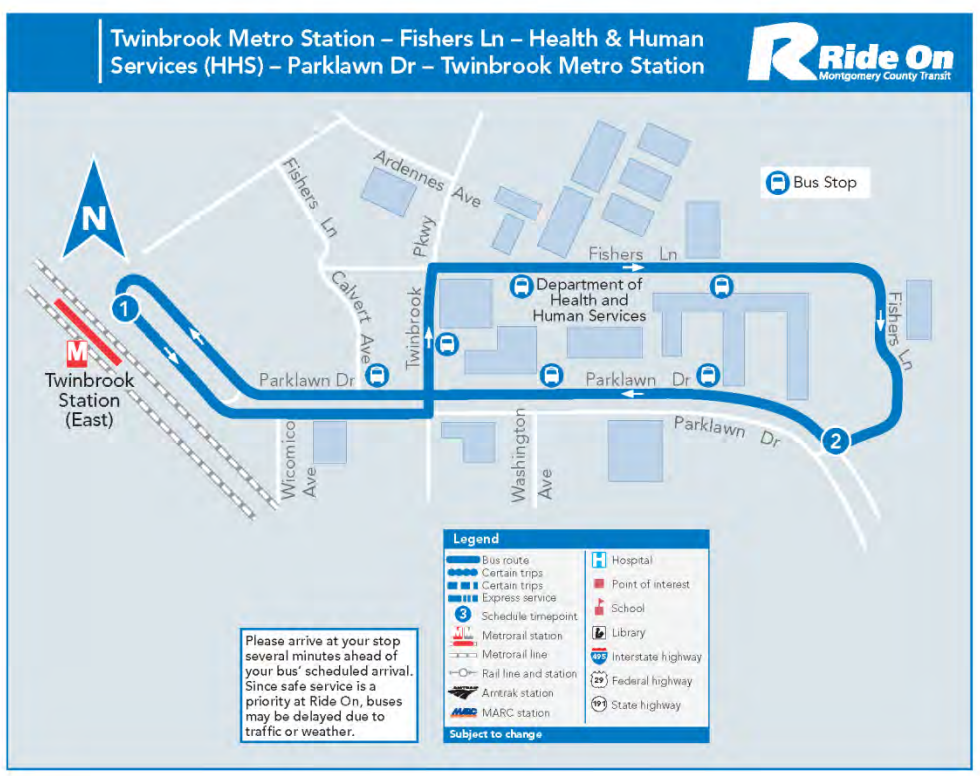 Twinbrook Metro Station – Fishers Ln – Health & Human
Services (HHS) – Parklawn Dr – Twinbrook Metro Station
Ride On
Montgomery County Transit
Ardennes Ave
Fishers Ln
Bus Stop
N
Pkwy
Fishers Ln
Calvert Ave
Department of
Health and
Human Services
Fishers Ln
1
Twinbrook
M
Twinbrook
Station
(East)
Parklawn Dr
Parklawn Dr
Parklawn Dr
2
Wicomico
Ave
Washington
Ave
Legend
Bus route
Certain trips
Certain trips
Express service
3 Schedule timepoint
Metrorail station
Metrorail line
Rail line and station
AMTRAK Amtrak station
MARC MARC station
H Hospital
Point of interest
School
Library
495 Interstate highway
29 Federal highway
191 State highway
Subject to change
Please arrive at your stop
several minutes ahead of
your bus’ scheduled arrival.
Since safe service is a
priority at Ride On, buses
may be delayed due to
traffic or weather.